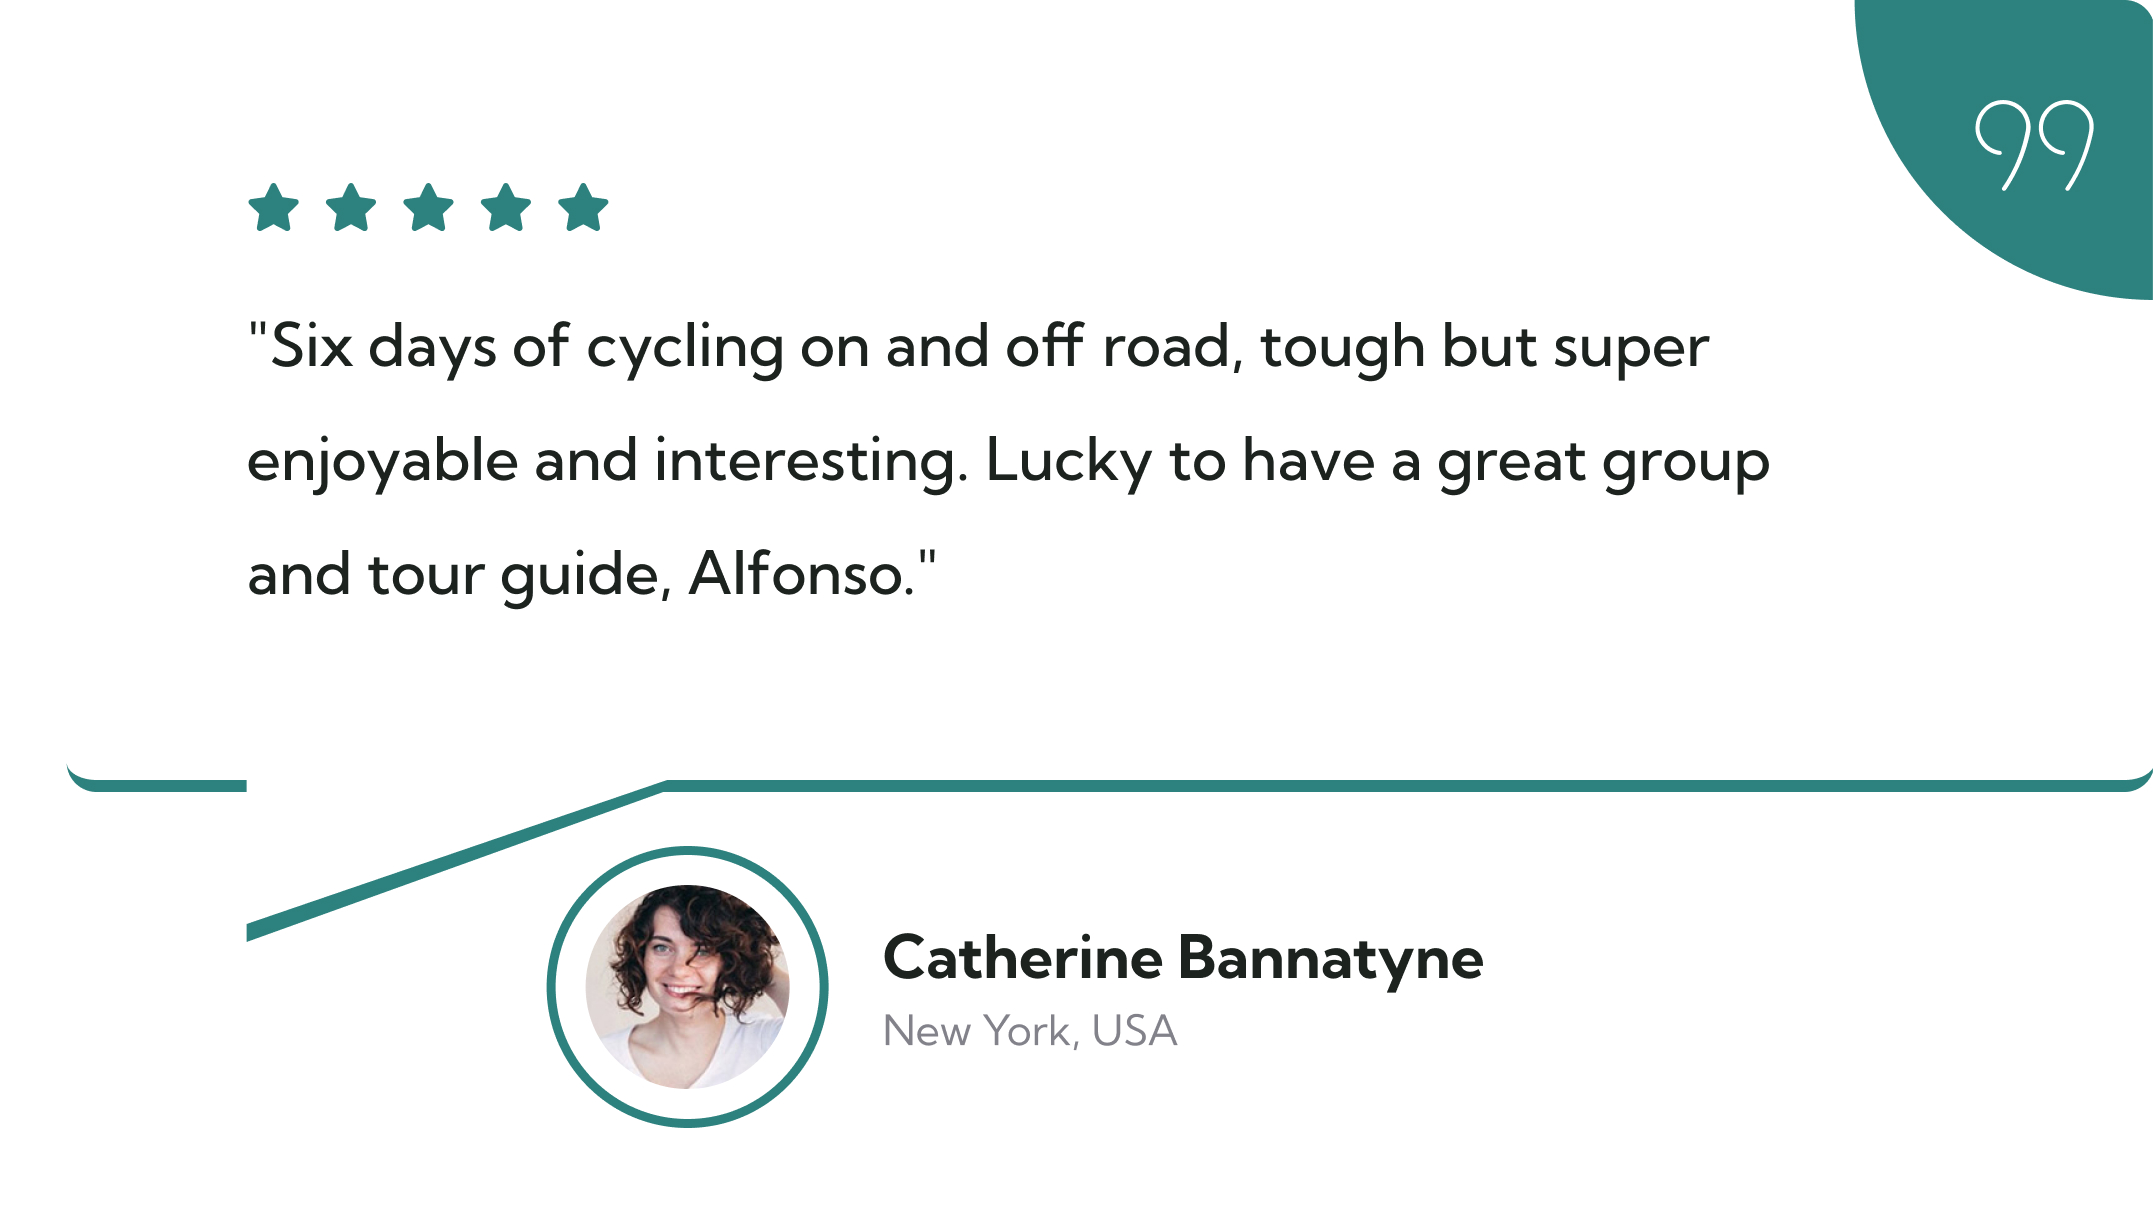 "Six days of cycling on and off road, tough but super
enjoyable and interesting. Lucky to have a great group
and tour guide, Alfonso."
Catherine Bannatyne
New York, USA